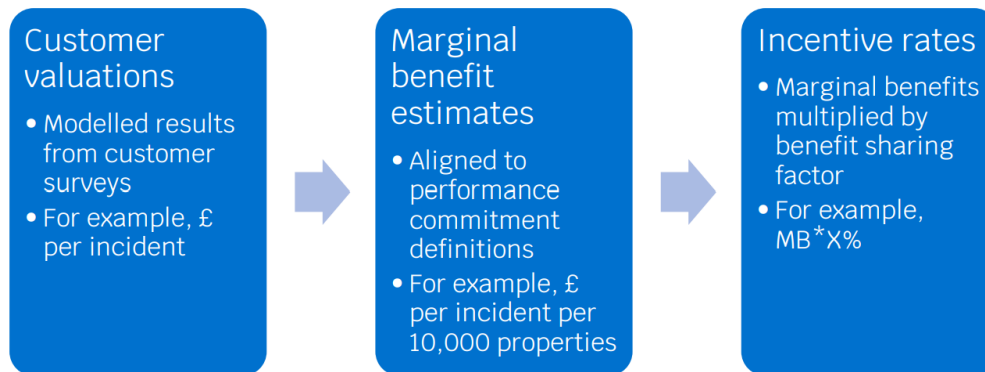 Customer
valuations
• Modelled results
from customer
surveys
• For example, £
per incident
Marginal
benefit
estimates
• Aligned to
performance
commitment
definitions
• For example, £
per incident per
10,000 properties
Incentive rates
• Marginal benefits
multiplied by
benefit sharing
factor
• For example,
MB*X%